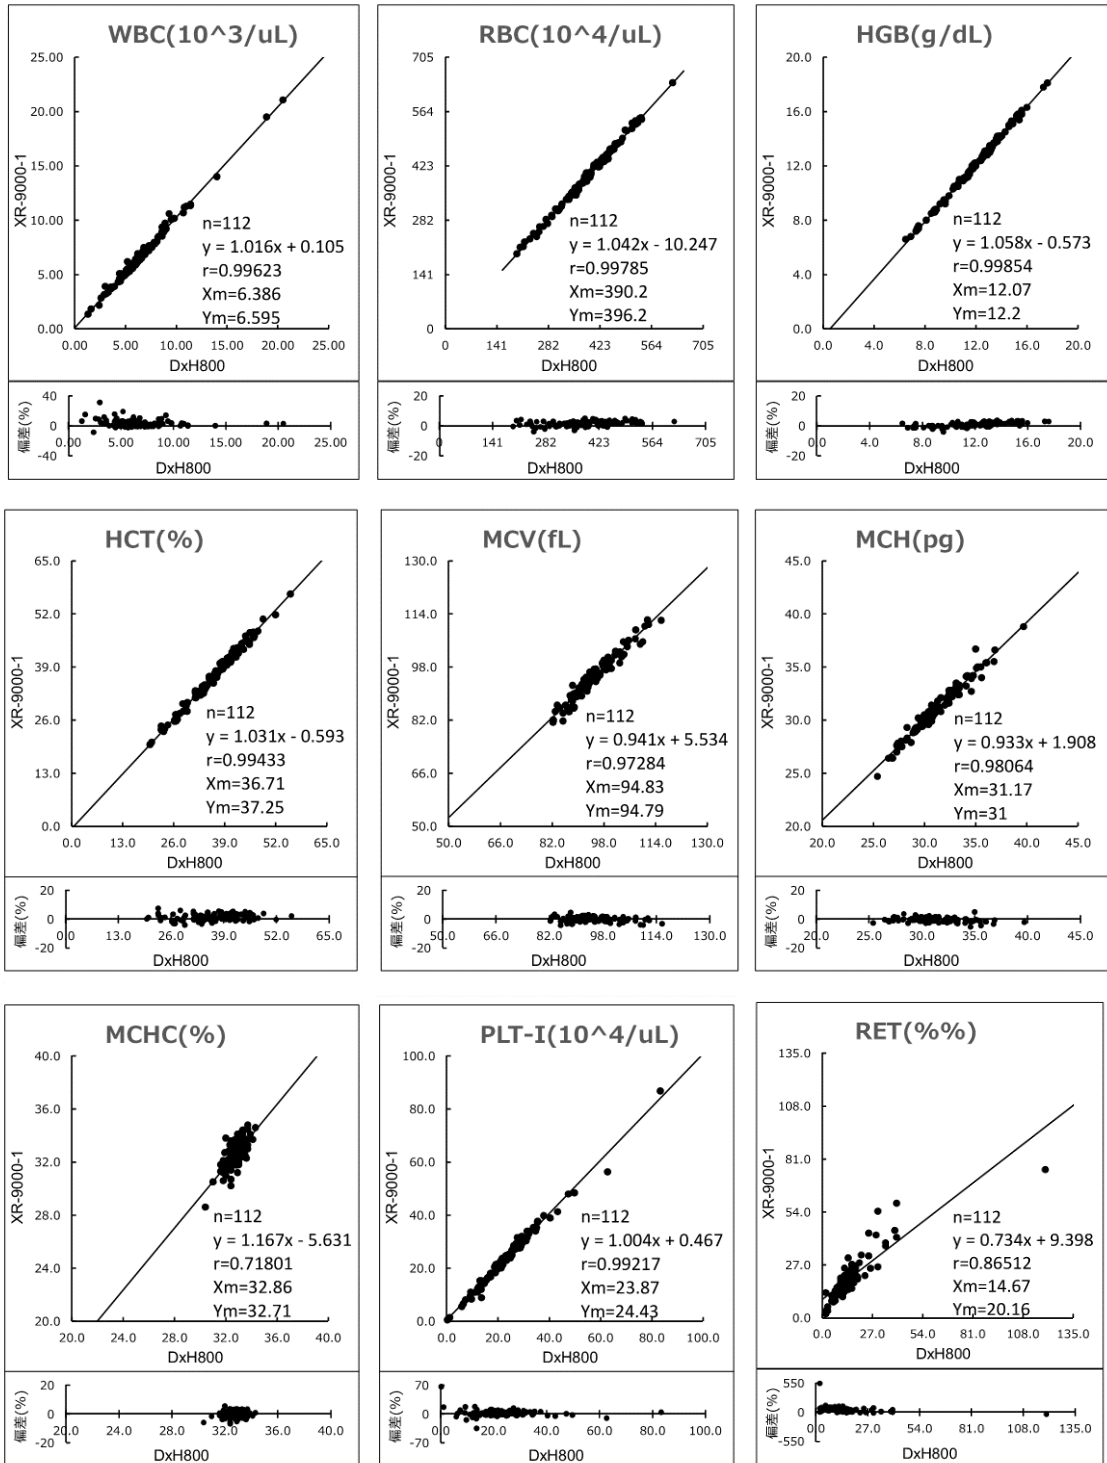 WBC(10^3/uL)
25.00
20.00
15.00
10.00
5.00
0.00
XR-9000-1
n=112
y = 1.016x + 0.105
r=0.99623
Xm=6.386
Ym=6.595
0.00 5.00 10.00 15.00 20.00 25.00
DxH800
偏差(%)
40
0
-40
0.00 5.00 10.00 15.00 20.00 25.00
DxH800
RBC(10^4/uL)
705
564
423
282
141
0
XR-9000-1
n=112
y = 1.042x - 10.247
r=0.99785
Xm=390.2
Ym=396.2
0 141 282 423 564 705
DxH800
偏差(%)
20
0
-20
0 141 282 423 564 705
DxH800
HGB(g/dL)
20.0
16.0
12.0
8.0
4.0
0.0
XR-9000-1
n=112
y = 1.058x - 0.573
r=0.99854
Xm=12.07
Ym=12.2
0.0 4.0 8.0 12.0 16.0 20.0
DxH800
偏差(%)
20
0
-20
0.0 4.0 8.0 12.0 16.0 20.0
DxH800
HCT(%)
65.0
52.0
39.0
26.0
13.0
0.0
XR-9000-1
n=112
y = 1.031x - 0.593
r=0.99433
Xm=36.71
Ym=37.25
0.0 13.0 26.0 39.0 52.0 65.0
DxH800
偏差(%)
20
0
-20
0.0 13.0 26.0 39.0 52.0 65.0
DxH800
MCV(fL)
130.0
114.0
98.0
82.0
66.0
50.0
XR-9000-1
n=112
y = 0.941x + 5.534
r=0.97284
Xm=94.83
Ym=94.79
50.0 66.0 82.0 98.0 114.0 130.0
DxH800
偏差(%)
20
0
-20
50.0 66.0 82.0 98.0 114.0 130.0
DxH800
MCH(pg)
45.0
40.0
35.0
30.0
25.0
20.0
XR-9000-1
n=112
y = 0.933x + 1.908
r=0.98064
Xm=31.17
Ym=31
20.0 25.0 30.0 35.0 40.0 45.0
DxH800
偏差(%)
20
0
-20
20.0 25.0 30.0 35.0 40.0 45.0
DxH800
MCHC(%)
40.0
36.0
32.0
28.0
24.0
20.0
XR-9000-1
n=112
y = 1.167x - 5.631
r=0.71801
Xm=32.86
Ym=32.71
20.0 24.0 28.0 32.0 36.0 40.0
DxH800
偏差(%)
20
0
-20
20.0 24.0 28.0 32.0 36.0 40.0
DxH800
PLT-I(10^4/uL)
100.0
80.0
60.0
40.0
20.0
0.0
XR-9000-1
n=112
y = 1.004x + 0.467
r=0.99217
Xm=23.87
Ym=24.43
0.0 20.0 40.0 60.0 80.0 100.0
DxH800
偏差(%)
70
0
-70
0.0 20.0 40.0 60.0 80.0 100.0
DxH800
RET(%%)
135.0
108.0
81.0
54.0
27.0
0.0
XR-9000-1
n=112
y = 0.734x + 9.398
r=0.86512
Xm=14.67
Ym=20.16
0.0 27.0 54.0 81.0 108.0 135.0
DxH800
偏差(%)
550
0
-550
0.0 27.0 54.0 81.0 108.0 135.0
DxH800